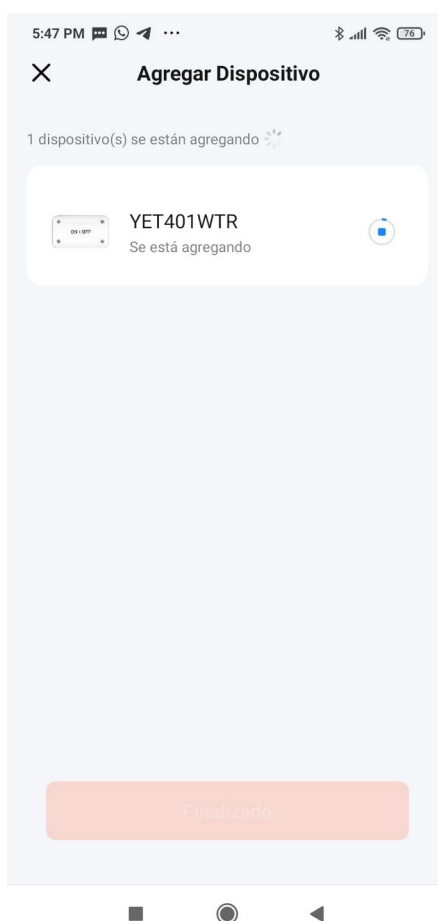 5:47 PM
76
Agregar Dispositivo
1 dispositivo(s) se están agregando
ON > OFF
YET401WTR
Se está agregando
Finalizado